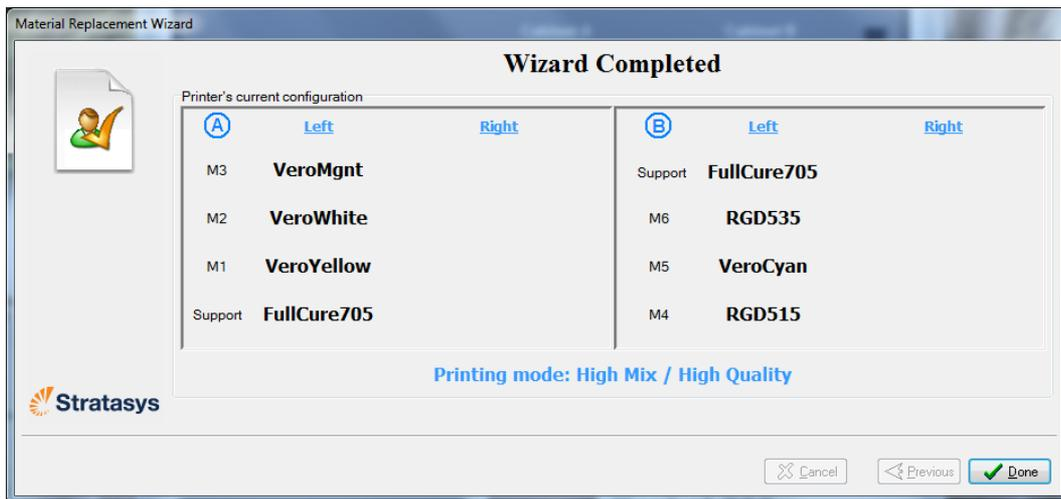 Material Replacement Wizard
Wizard Completed
Printer's current configuration
A Left Right
M3 VeroMgnt
M2 VeroWhite
M1 VeroYellow
Support FullCure705
B Left Right
Support FullCure705
M6 RGD535
M5 VeroCyan
M4 RGD515
Printing mode: High Mix / High Quality
Stratasys
Cancel Previous Done